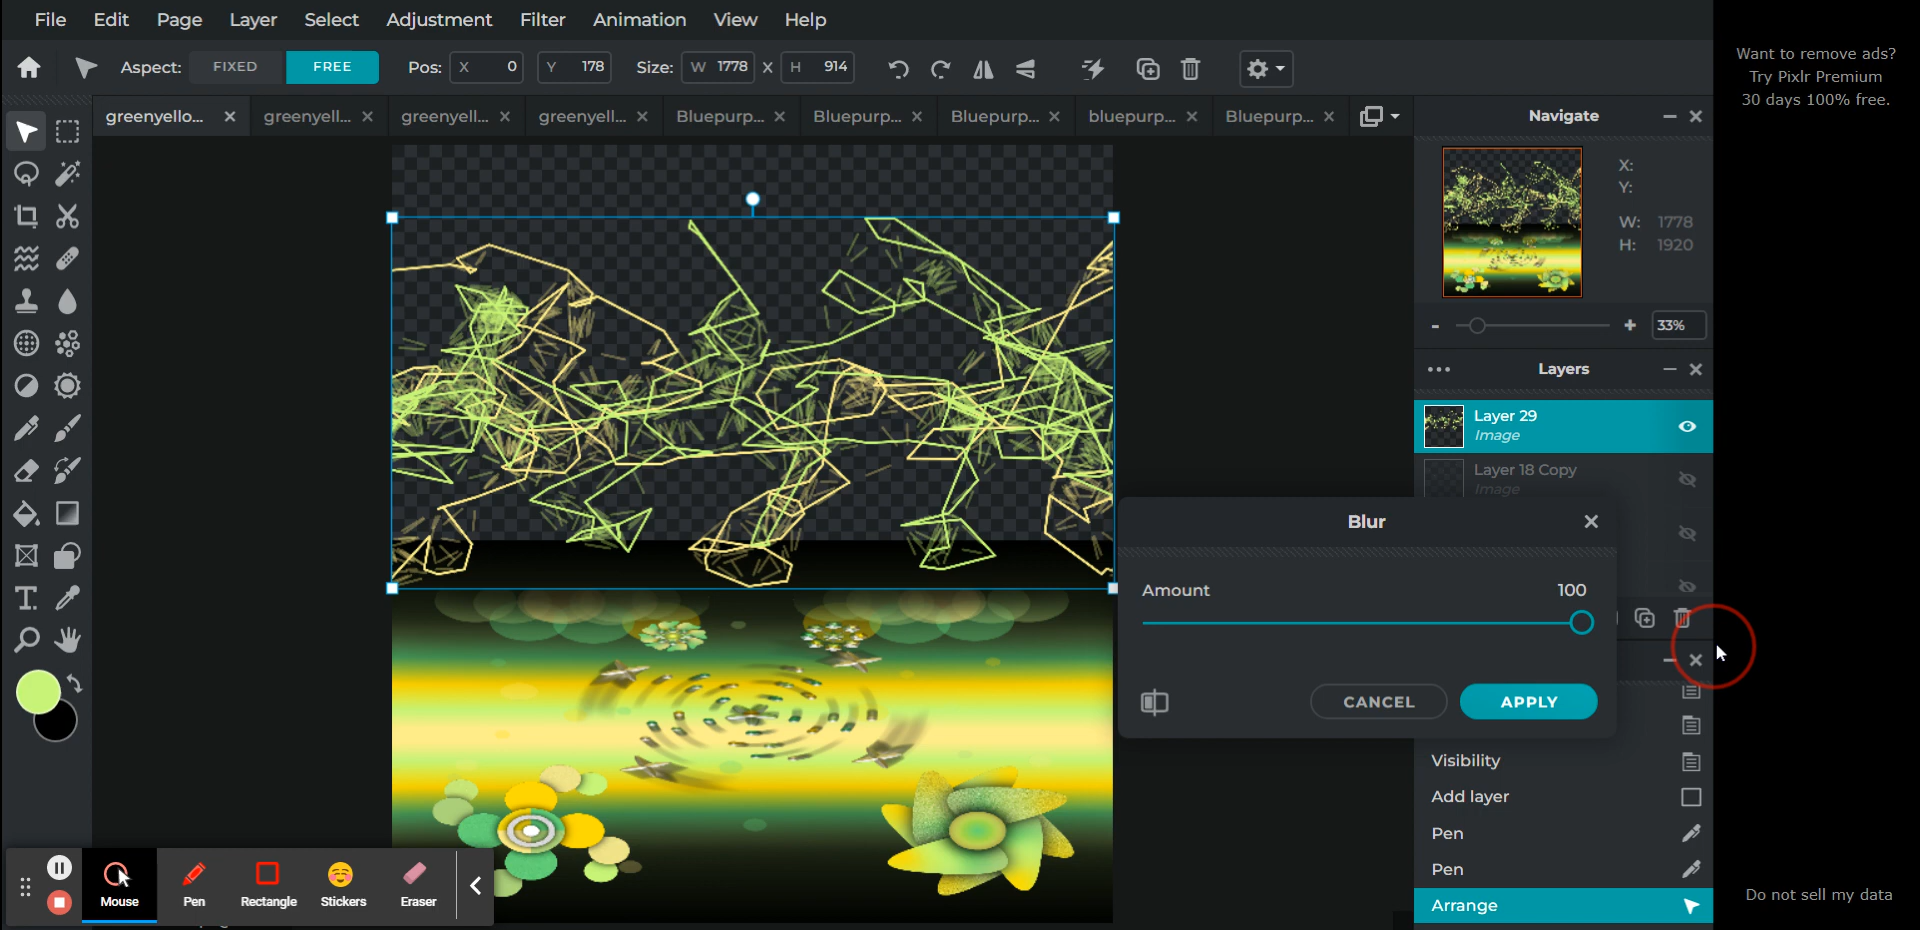 File Edit Page Layer Select Adjustment Filter Animation View Help
Aspect: FIXED FREE Pos: X 0 Y 178 Size: W 1778 X H 914
greenyello... greenyell... greenyell... greenyell... Bluepurp... Bluepurp... Bluepurp... bluepurp... Bluepurp...
Navigate
X:
Y:
W: 1778
H: 1920
33%
Layers
Layer 29
Image
Layer 18 Copy
Image
Blur
Amount 100
CANCEL APPLY
Visibility
Add layer
Pen
Pen
Arrange
Mouse Pen Rectangle Stickers Eraser
Want to remove ads?
Try Pixlr Premium
30 days 100% free.
Do not sell my data